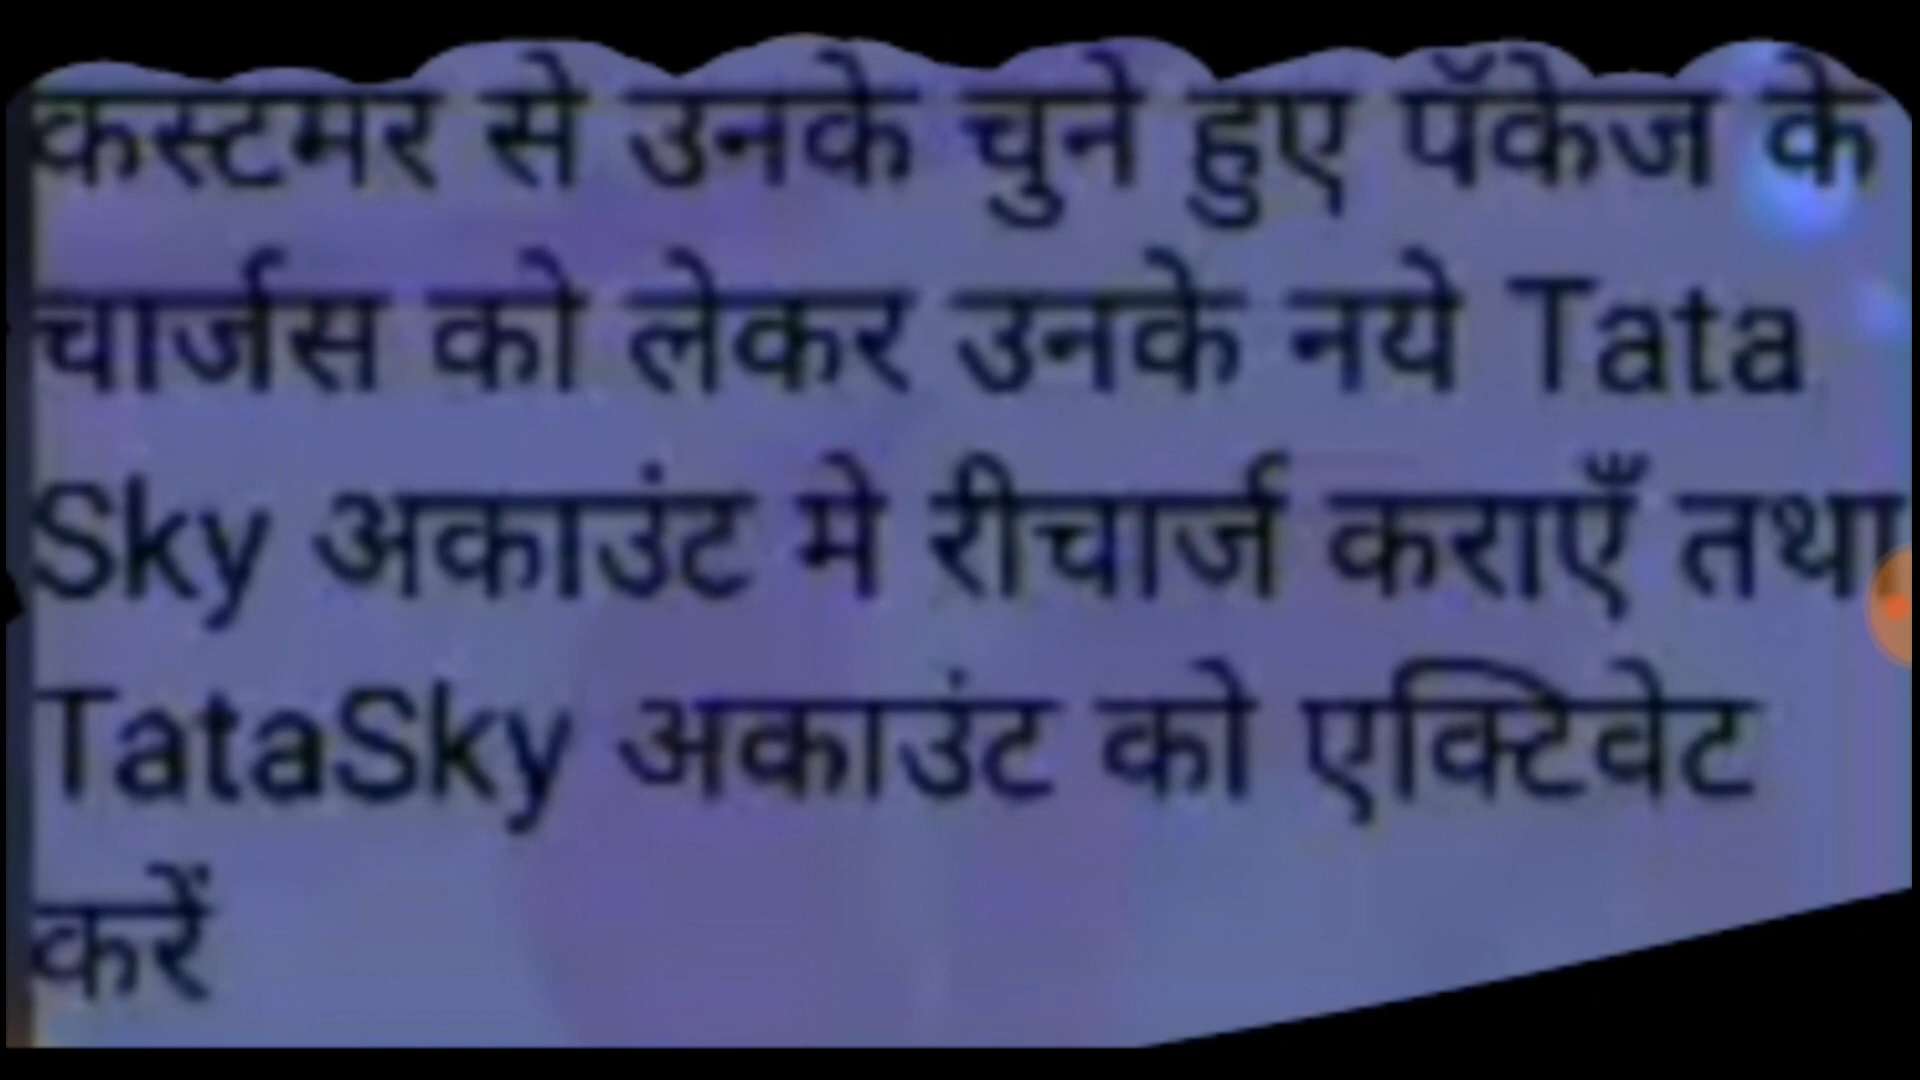 कस्टमर से उनके चुने हुए पॅकेज के
चार्जस को लेकर उनके नये Tata
Sky अकाउंट मे रीचार्ज कराएँ तथा
TataSky अकाउंट को एक्टिवेट
करें